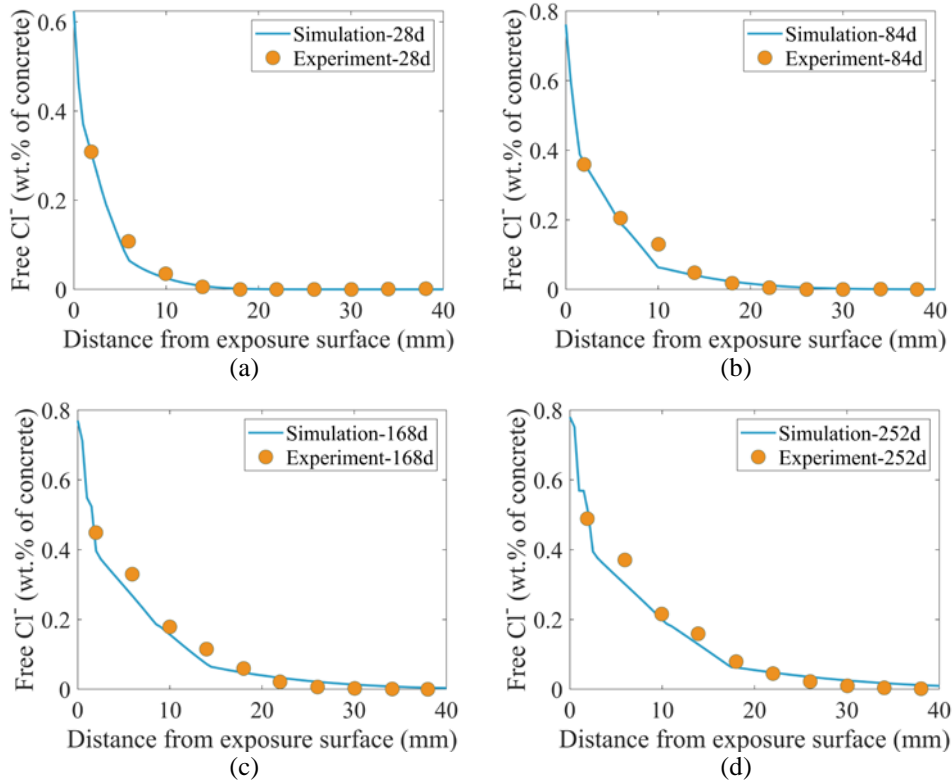 Free Cl⁻ (wt.% of concrete)
0.6
0.4
0.2
0
Simulation-28d
Experiment-28d
0 10 20 30 40
Distance from exposure surface (mm)
(a)
Free Cl⁻ (wt.% of concrete)
0.8
0.6
0.4
0.2
0
Simulation-84d
Experiment-84d
0 10 20 30 40
Distance from exposure surface (mm)
(b)
Free Cl⁻ (wt.% of concrete)
0.8
0.6
0.4
0.2
0
Simulation-168d
Experiment-168d
0 10 20 30 40
Distance from exposure surface (mm)
(c)
Free Cl⁻ (wt.% of concrete)
0.8
0.6
0.4
0.2
0
Simulation-252d
Experiment-252d
0 10 20 30 40
Distance from exposure surface (mm)
(d)